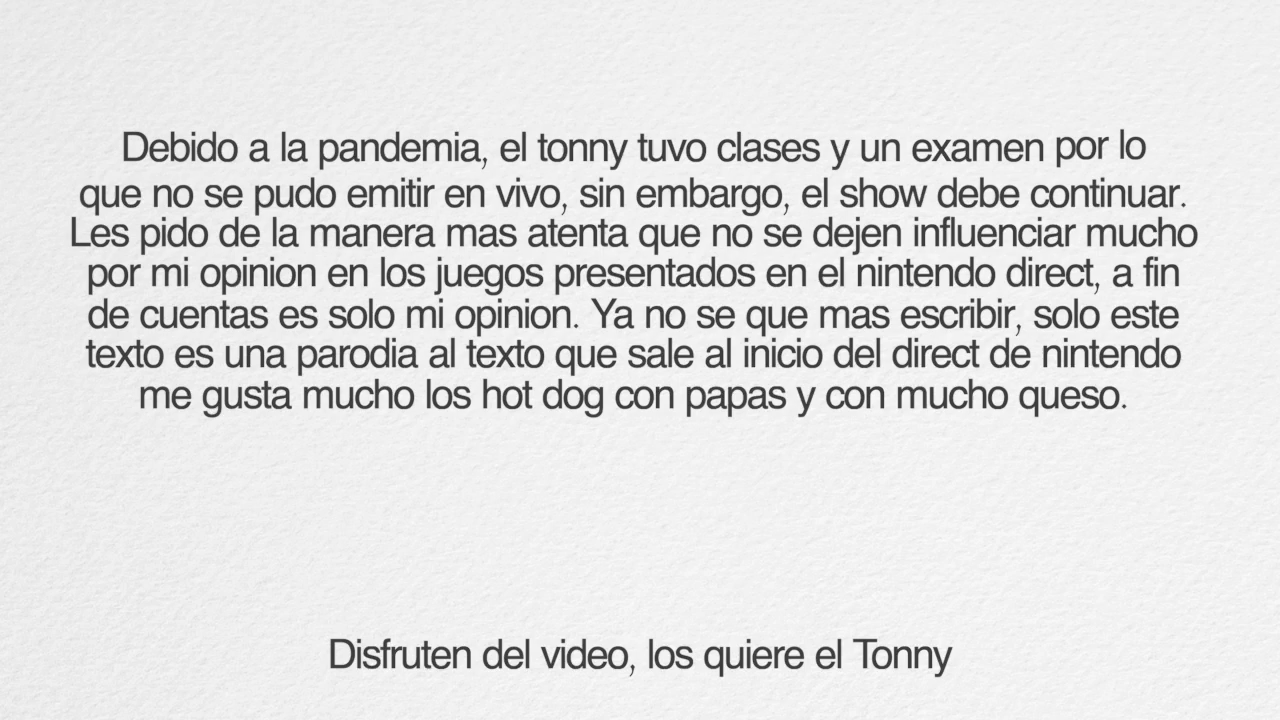 Debido a la pandemia, el tonny tuvo clases y un examen por lo
que no se pudo emitir en vivo, sin embargo, el show debe continuar.
Les pido de la manera mas atenta que no se dejen influenciar mucho
por mi opinion en los juegos presentados en el nintendo direct, a fin
de cuentas es solo mi opinion. Ya no se que mas escribir, solo este
texto es una parodia al texto que sale al inicio del direct de nintendo
me gusta mucho los hot dog con papas y con mucho queso.
Disfruten del video, los quiere el Tonny